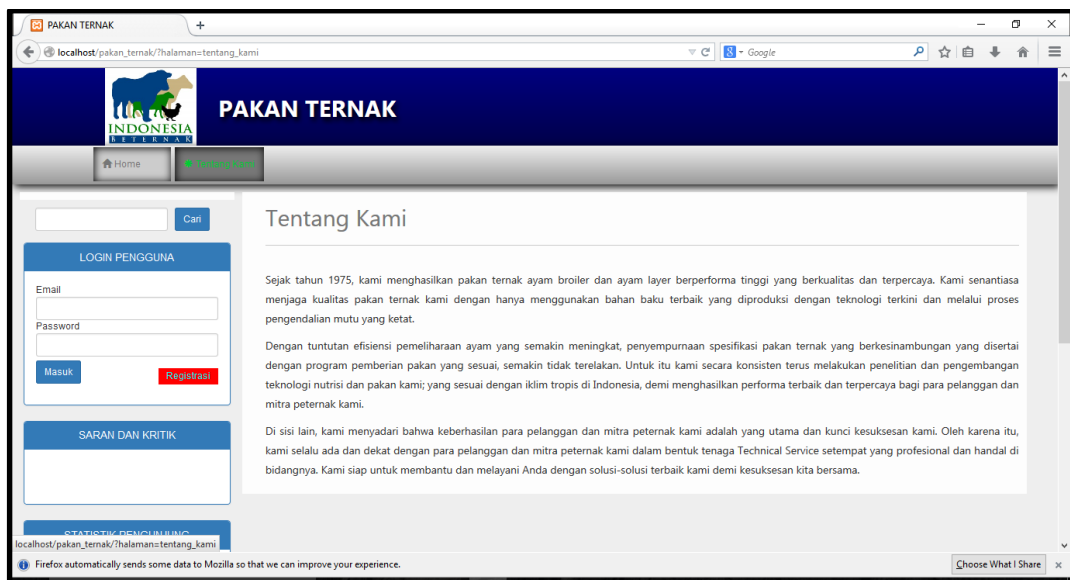 PAKAN TERNAK
localhost/pakan_ternak/?halaman=tentang_kami
Google
INDONESIA
BETERNAK
PAKAN TERNAK
Home
Tentang Kami
Cari
LOGIN PENGGUNA
Email
Password
Masuk
Registrasi
SARAN DAN KRITIK
STATISTIK PENGUNJUNG
Tentang Kami
Sejak tahun 1975, kami menghasilkan pakan ternak ayam broiler dan ayam layer berperforma tinggi yang berkualitas dan terpercaya. Kami senantiasa
menjaga kualitas pakan ternak kami dengan hanya menggunakan bahan baku terbaik yang diproduksi dengan teknologi terkini dan melalui proses
pengendalian mutu yang ketat.
Dengan tuntutan efisiensi pemeliharaan ayam yang semakin meningkat, penyempurnaan spesifikasi pakan ternak yang berkesinambungan yang disertai
dengan program pemberian pakan yang sesuai, semakin tidak terelakan. Untuk itu kami secara konsisten terus melakukan penelitian dan pengembangan
teknologi nutrisi dan pakan kami; yang sesuai dengan iklim tropis di Indonesia, demi menghasilkan performa terbaik dan terpercaya bagi para pelanggan dan
mitra peternak kami.
Di sisi lain, kami menyadari bahwa keberhasilan para pelanggan dan mitra peternak kami adalah yang utama dan kunci kesuksesan kami. Oleh karena itu,
kami selalu ada dan dekat dengan para pelanggan dan mitra peternak kami dalam bentuk tenaga Technical Service setempat yang profesional dan handal di
bidangnya. Kami siap untuk membantu dan melayani Anda dengan solusi-solusi terbaik kami demi kesuksesan kita bersama.
localhost/pakan_ternak/?halaman=tentang_kami
Firefox automatically sends some data to Mozilla so that we can improve your experience.
Choose What I Share